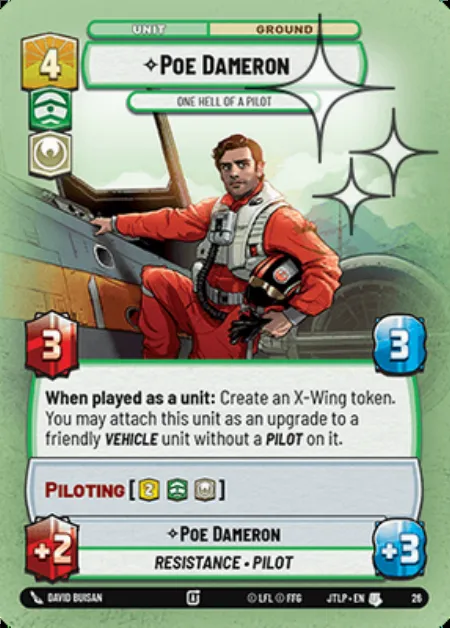 UNIT
GROUND
4
POE DAMERON
ONE HELL OF A PILOT
3
3
When played as a unit: Create an X-Wing token.
You may attach this unit as an upgrade to a
friendly VEHICLE unit without a PILOT on it.
PILOTING [2]
+2
POE DAMERON
+3
RESISTANCE • PILOT
DAVID BUISAN
© LFL © FFG
JTLP • EN
26